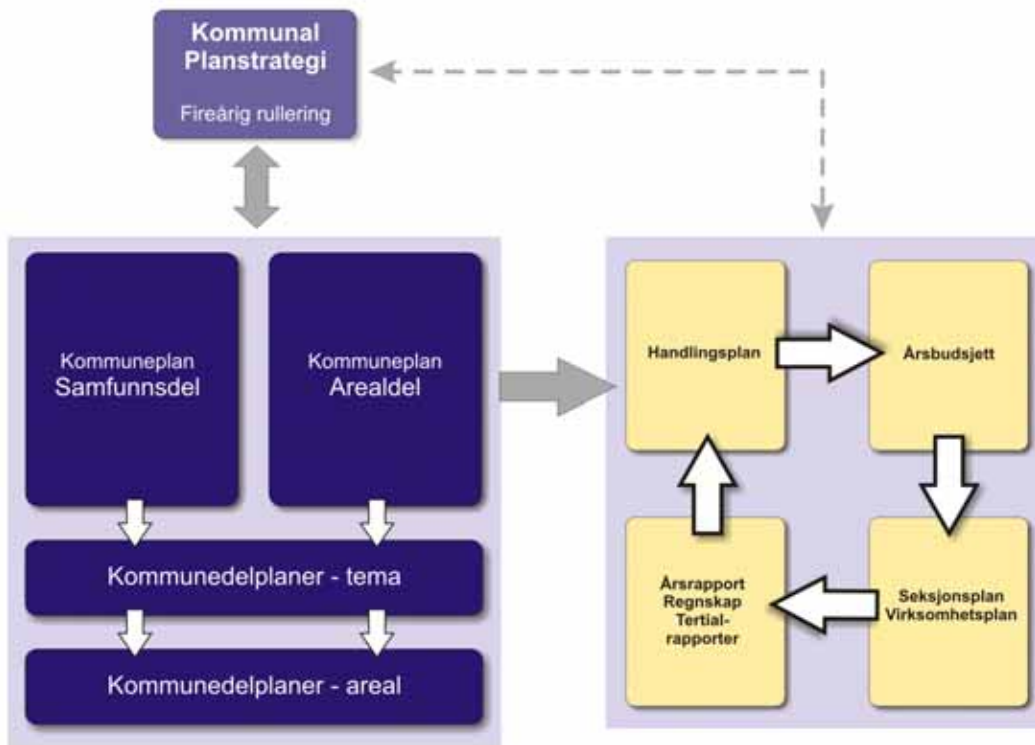 Kommunal
Planstrategi
Fireårig rullering
Kommuneplan
Samfunnsdel
Kommuneplan
Arealdel
Kommunedelplaner - tema
Kommunedelplaner - areal
Handlingsplan
Årsbudsjett
Årsrapport
Regnskap
Tertial-
rapporter
Seksjonsplan
Virksomhetsplan